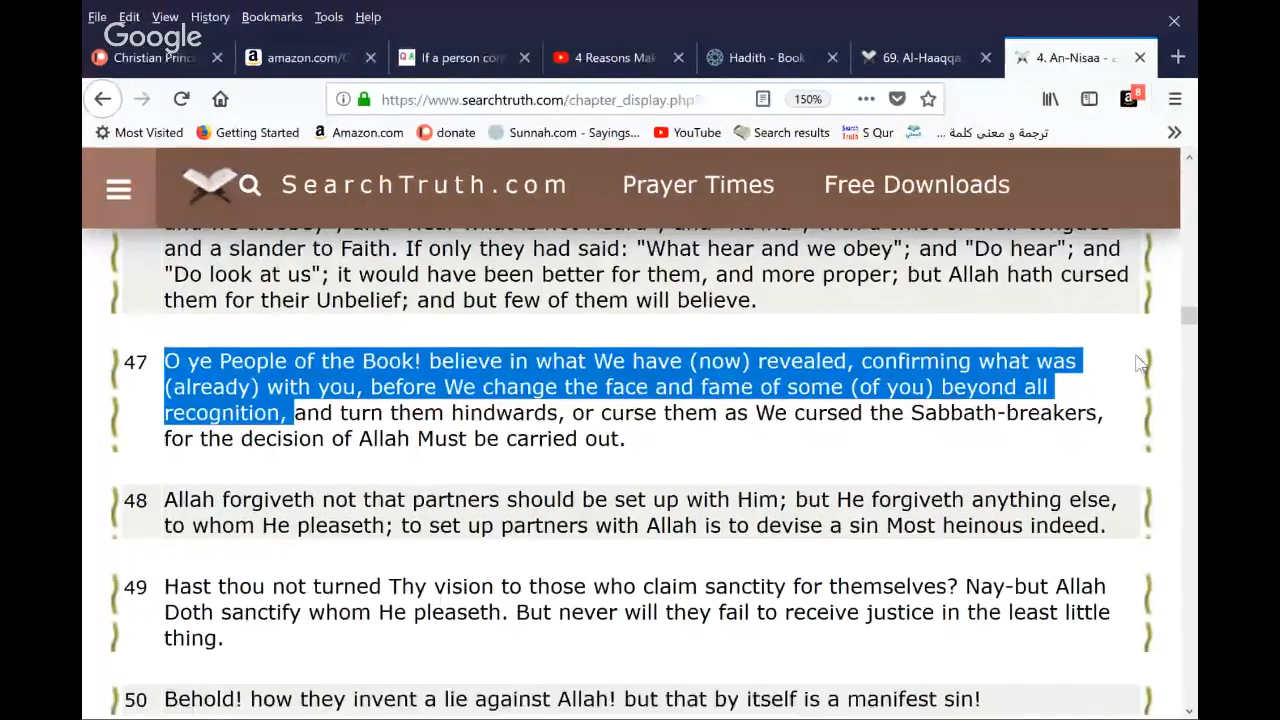 File Edit View History Bookmarks Tools Help
Google
Christian Princ amazon.com/C If a person com 4 Reasons Mak Hadith - Book 69. Al-Haaqqa 4. An-Nisaa -
https://www.searchtruth.com/chapter_display.php? 150% 8
Most Visited Getting Started Amazon.com donate Sunnah.com - Sayings... YouTube Search results S Qur ترجمة و معنى كلمة ...
SearchTruth.com Prayer Times Free Downloads
and a slander to Faith. If only they had said: "What hear and we obey"; and "Do hear"; and
"Do look at us"; it would have been better for them, and more proper; but Allah hath cursed
them for their Unbelief; and but few of them will believe.
47 O ye People of the Book! believe in what We have (now) revealed, confirming what was
(already) with you, before We change the face and fame of some (of you) beyond all
recognition, and turn them hindwards, or curse them as We cursed the Sabbath-breakers,
for the decision of Allah Must be carried out.
48 Allah forgiveth not that partners should be set up with Him; but He forgiveth anything else,
to whom He pleaseth; to set up partners with Allah is to devise a sin Most heinous indeed.
49 Hast thou not turned Thy vision to those who claim sanctity for themselves? Nay-but Allah
Doth sanctify whom He pleaseth. But never will they fail to receive justice in the least little
thing.
50 Behold! how they invent a lie against Allah! but that by itself is a manifest sin!